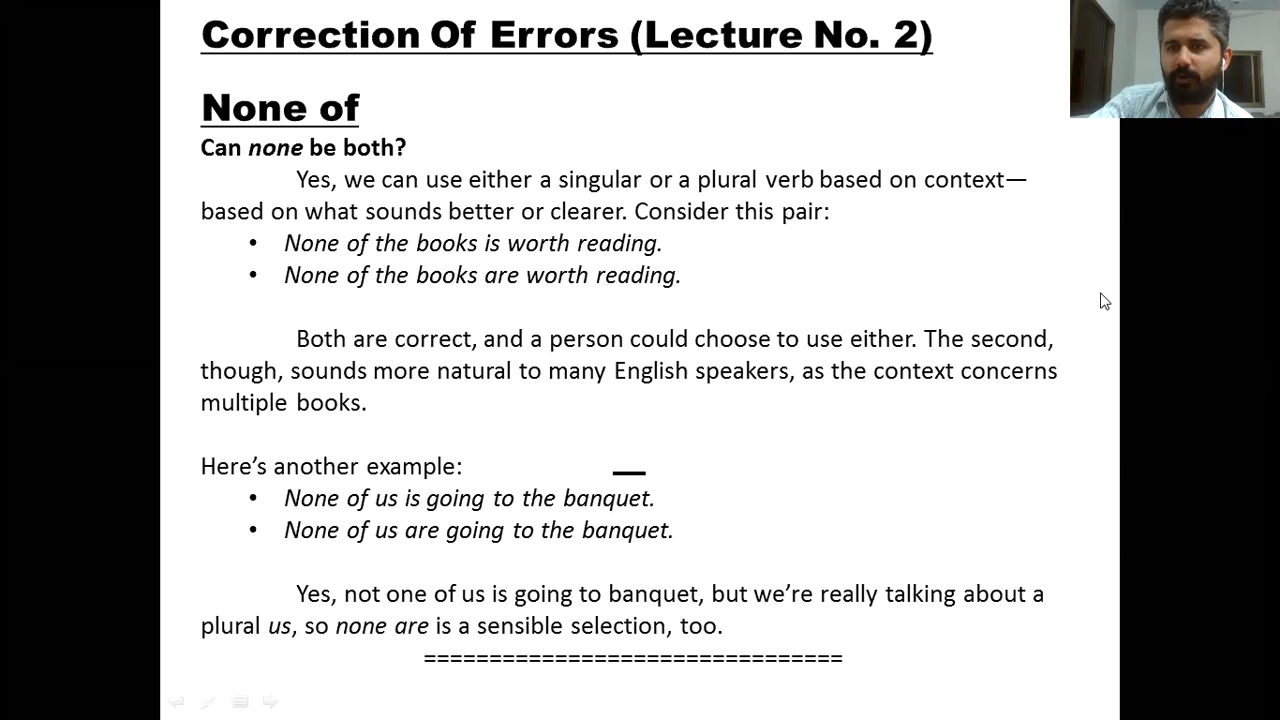 Correction Of Errors (Lecture No. 2)
None of
Can none be both?
Yes, we can use either a singular or a plural verb based on context—
based on what sounds better or clearer. Consider this pair:
• None of the books is worth reading.
• None of the books are worth reading.
Both are correct, and a person could choose to use either. The second,
though, sounds more natural to many English speakers, as the context concerns
multiple books.
Here’s another example:
• None of us is going to the banquet.
• None of us are going to the banquet.
Yes, not one of us is going to banquet, but we’re really talking about a
plural us, so none are is a sensible selection, too.
================================